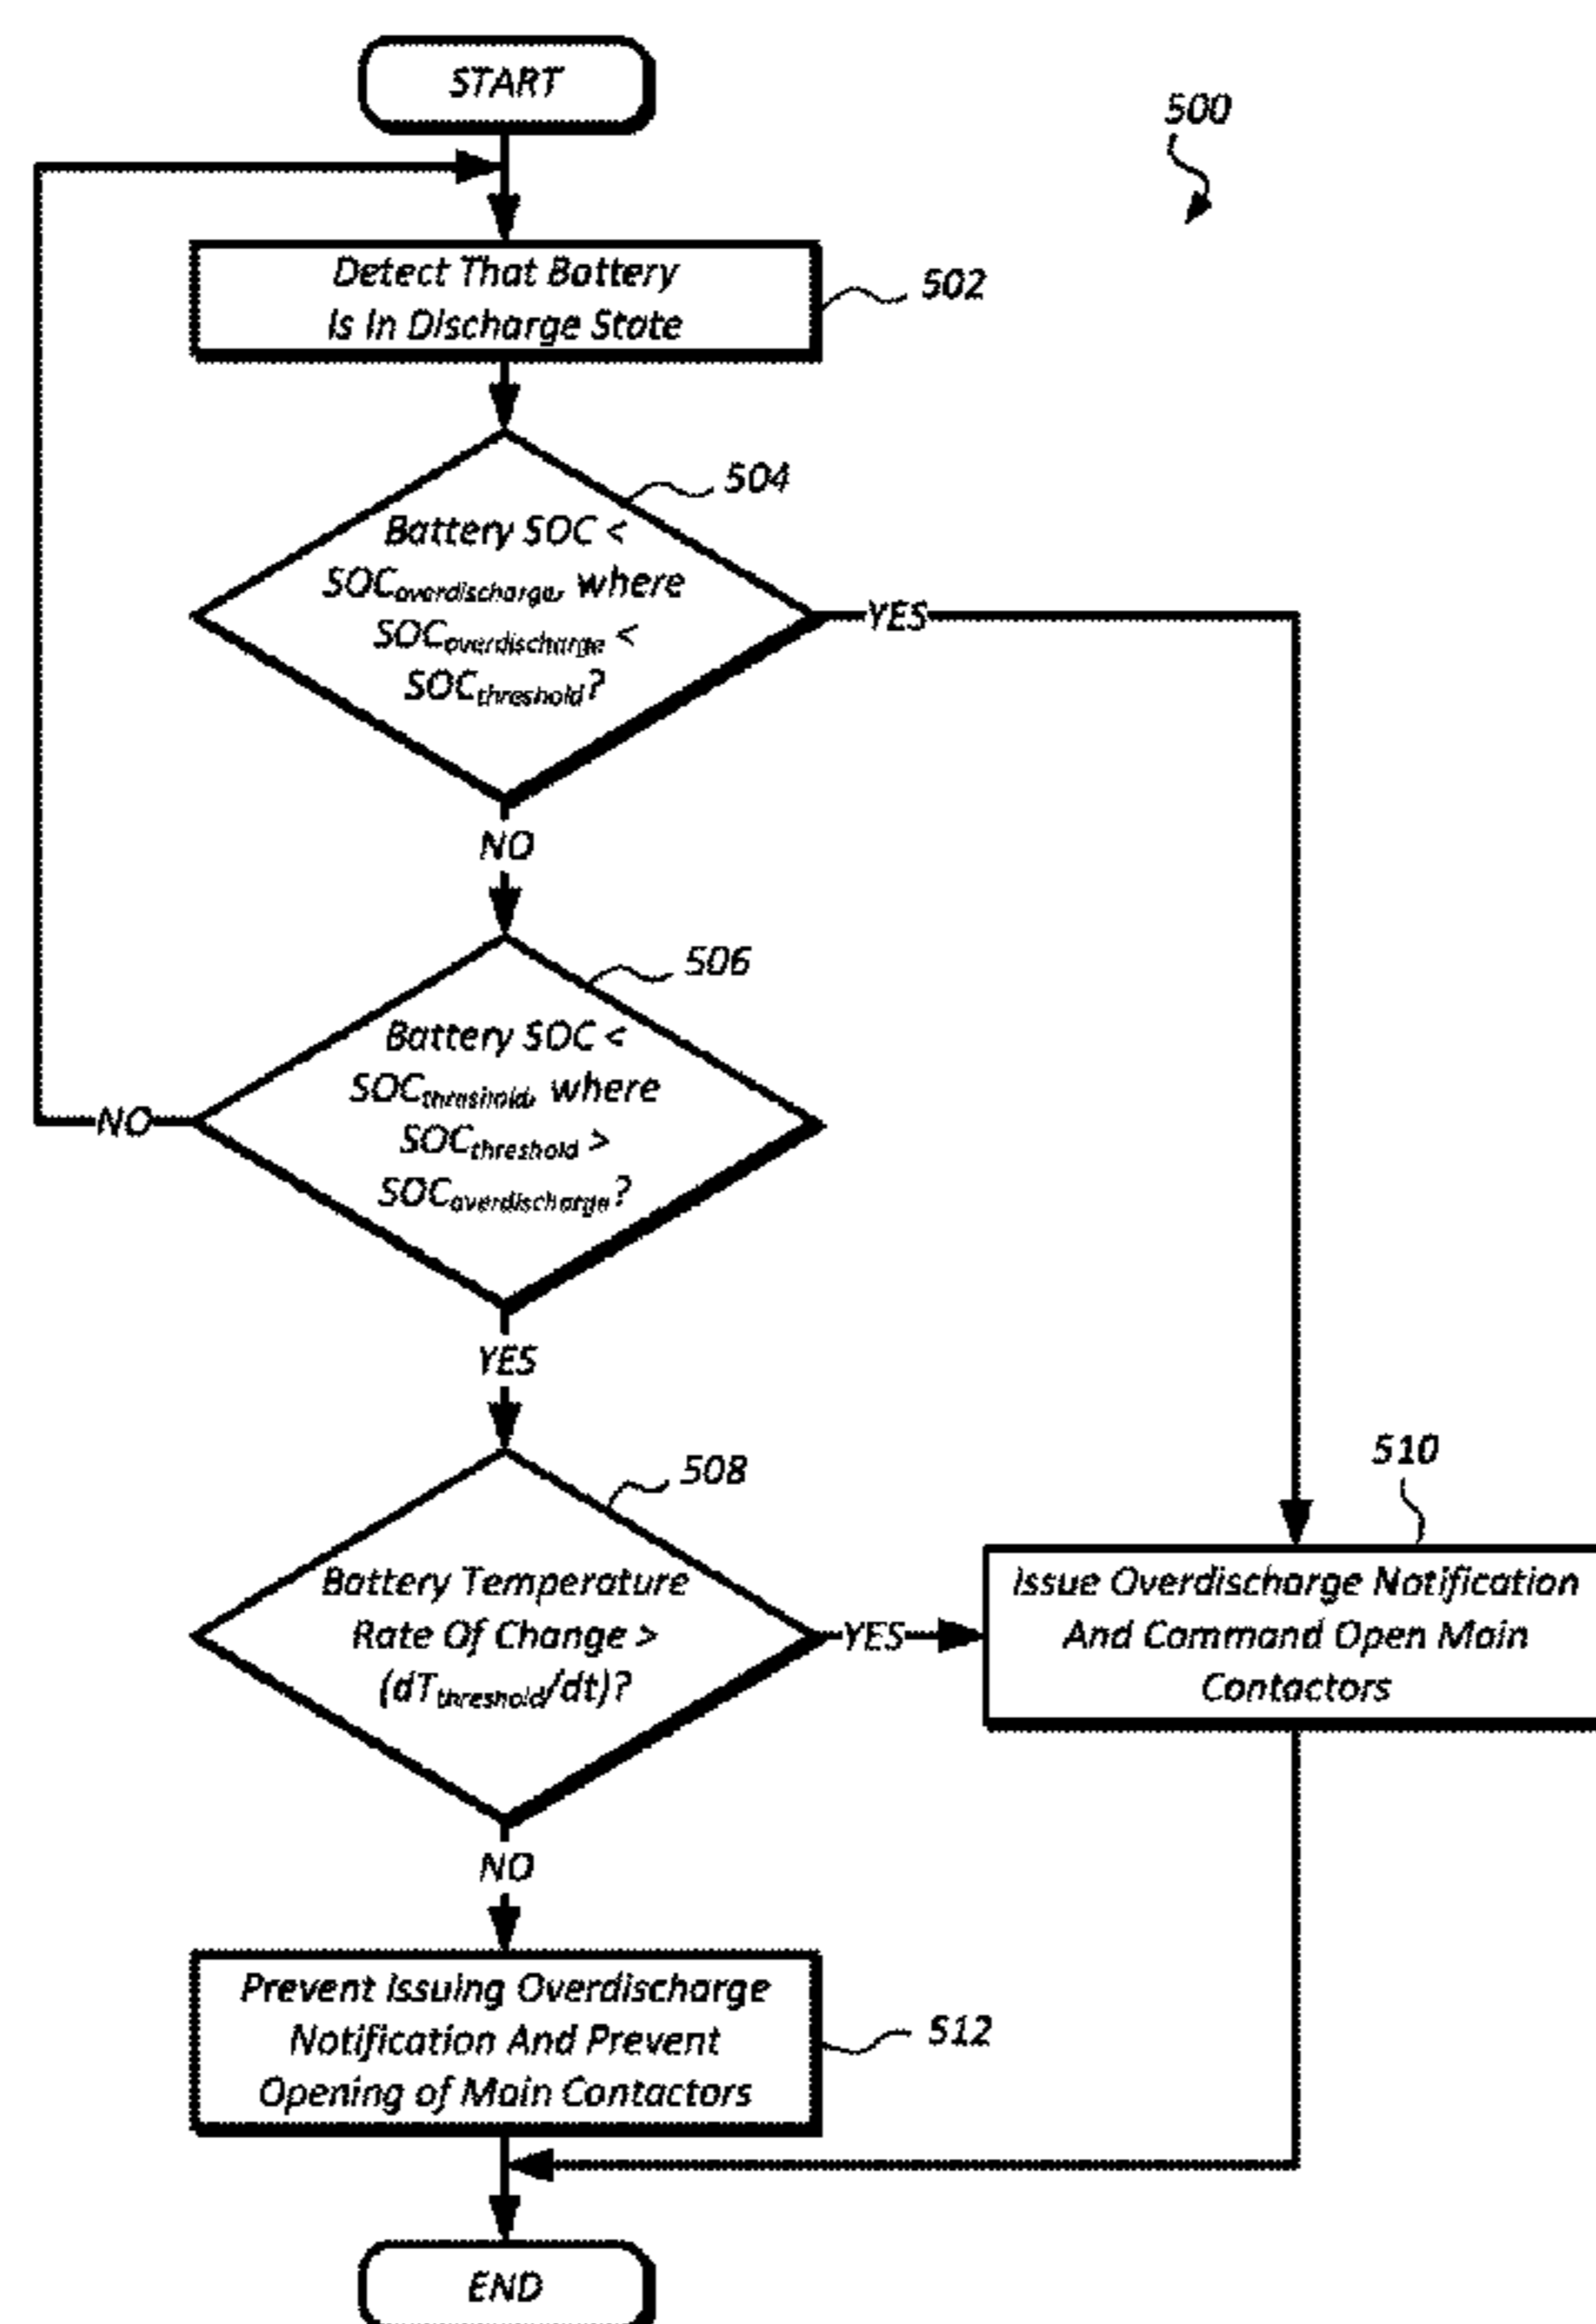 START
500
Detect That Battery
Is In Discharge State
502
504
Battery SOC <
SOCoverdischarge, where
SOCoverdischarge <
SOCthreshold?
YES
NO
506
Battery SOC <
SOCthreshold, where
SOCthreshold >
SOCoverdischarge?
NO
YES
508
Battery Temperature
Rate Of Change >
(dTthreshold/dt)?
YES
510
Issue Overdischarge Notification
And Command Open Main
Contactors
NO
Prevent Issuing Overdischarge
Notification And Prevent
Opening of Main Contactors
512
END